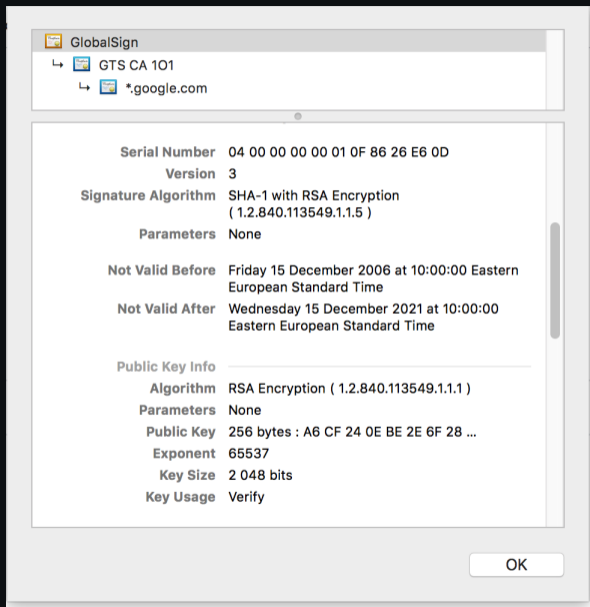 GlobalSign
GTS CA 1O1
*.google.com
Serial Number 04 00 00 00 00 01 0F 86 26 E6 0D
Version 3
Signature Algorithm SHA-1 with RSA Encryption
( 1.2.840.113549.1.1.5 )
Parameters None
Not Valid Before Friday 15 December 2006 at 10:00:00 Eastern
European Standard Time
Not Valid After Wednesday 15 December 2021 at 10:00:00
Eastern European Standard Time
Public Key Info
Algorithm RSA Encryption ( 1.2.840.113549.1.1.1 )
Parameters None
Public Key 256 bytes : A6 CF 24 0E BE 2E 6F 28 ...
Exponent 65537
Key Size 2 048 bits
Key Usage Verify
OK